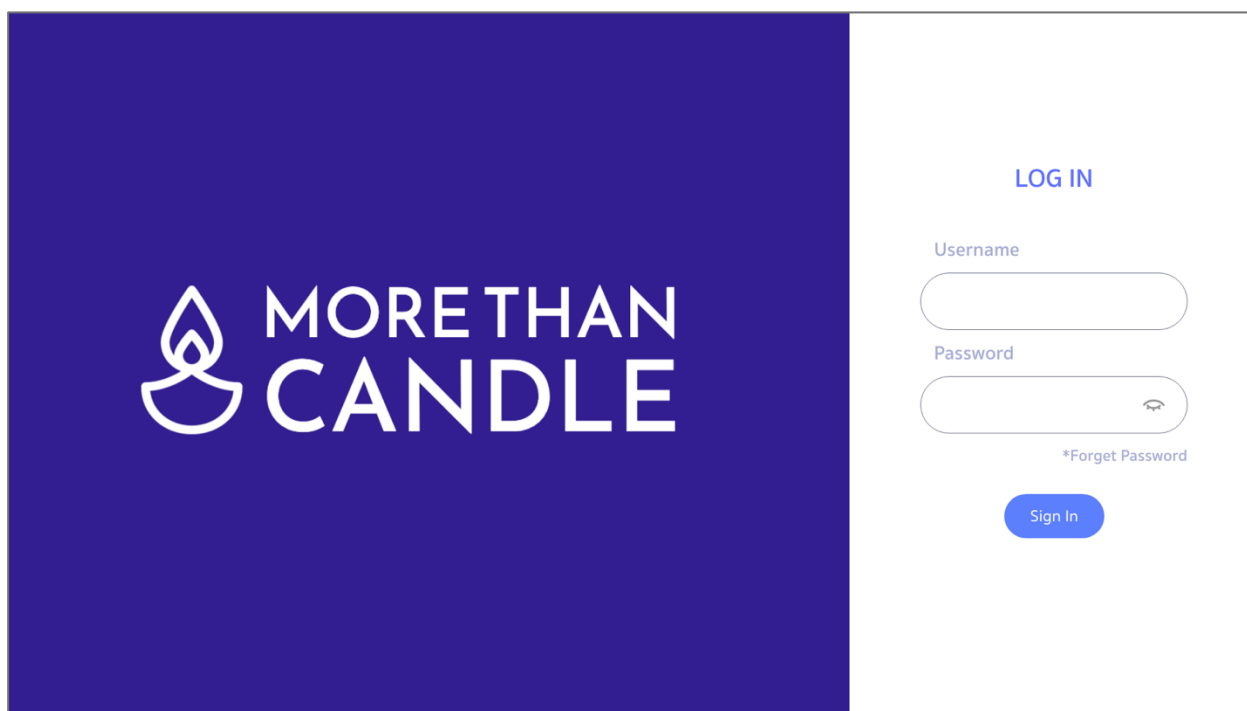 MORE THAN
CANDLE
LOG IN
Username
Password
*Forget Password
Sign In